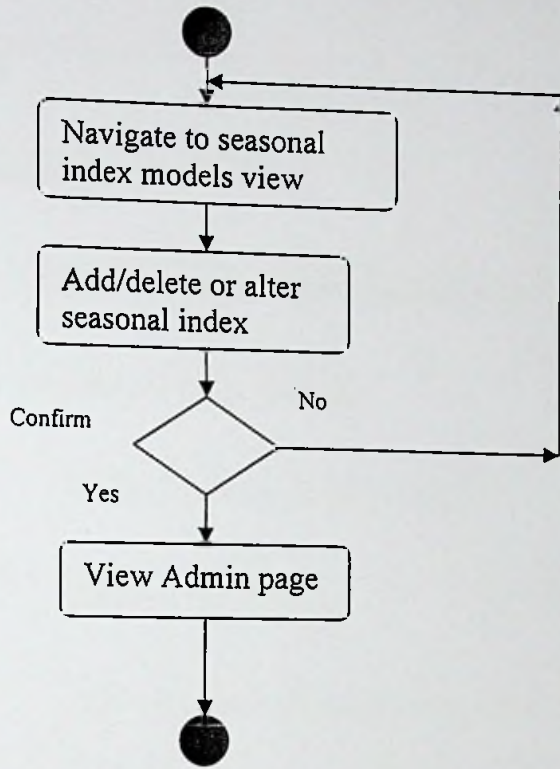 Navigate to seasonal
index models view
Add/delete or alter
seasonal index
Confirm
No
Yes
View Admin page